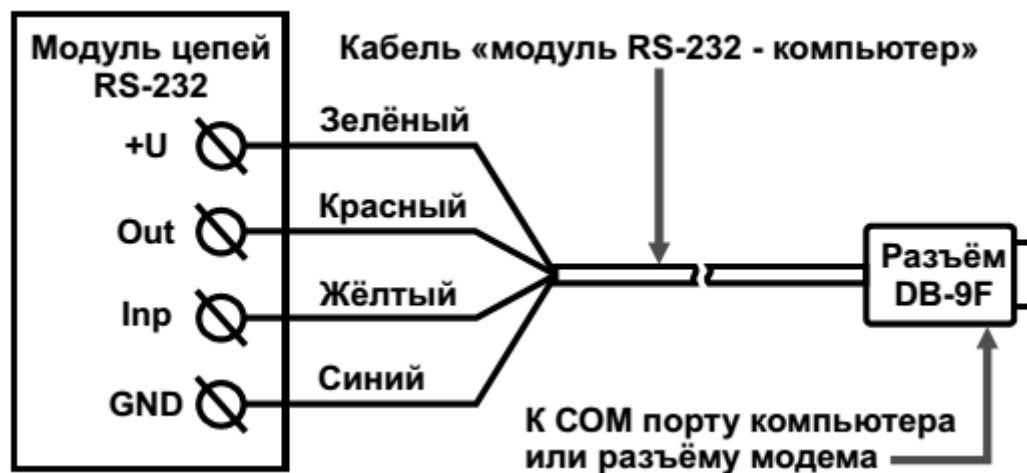 Модуль цепей
RS-232
Кабель «модуль RS-232 - компьютер»
+U
Зелёный
Out
Красный
Inp
Жёлтый
GND
Синий
Разъём
DB-9F
К COM порту компьютера
или разъёму модема